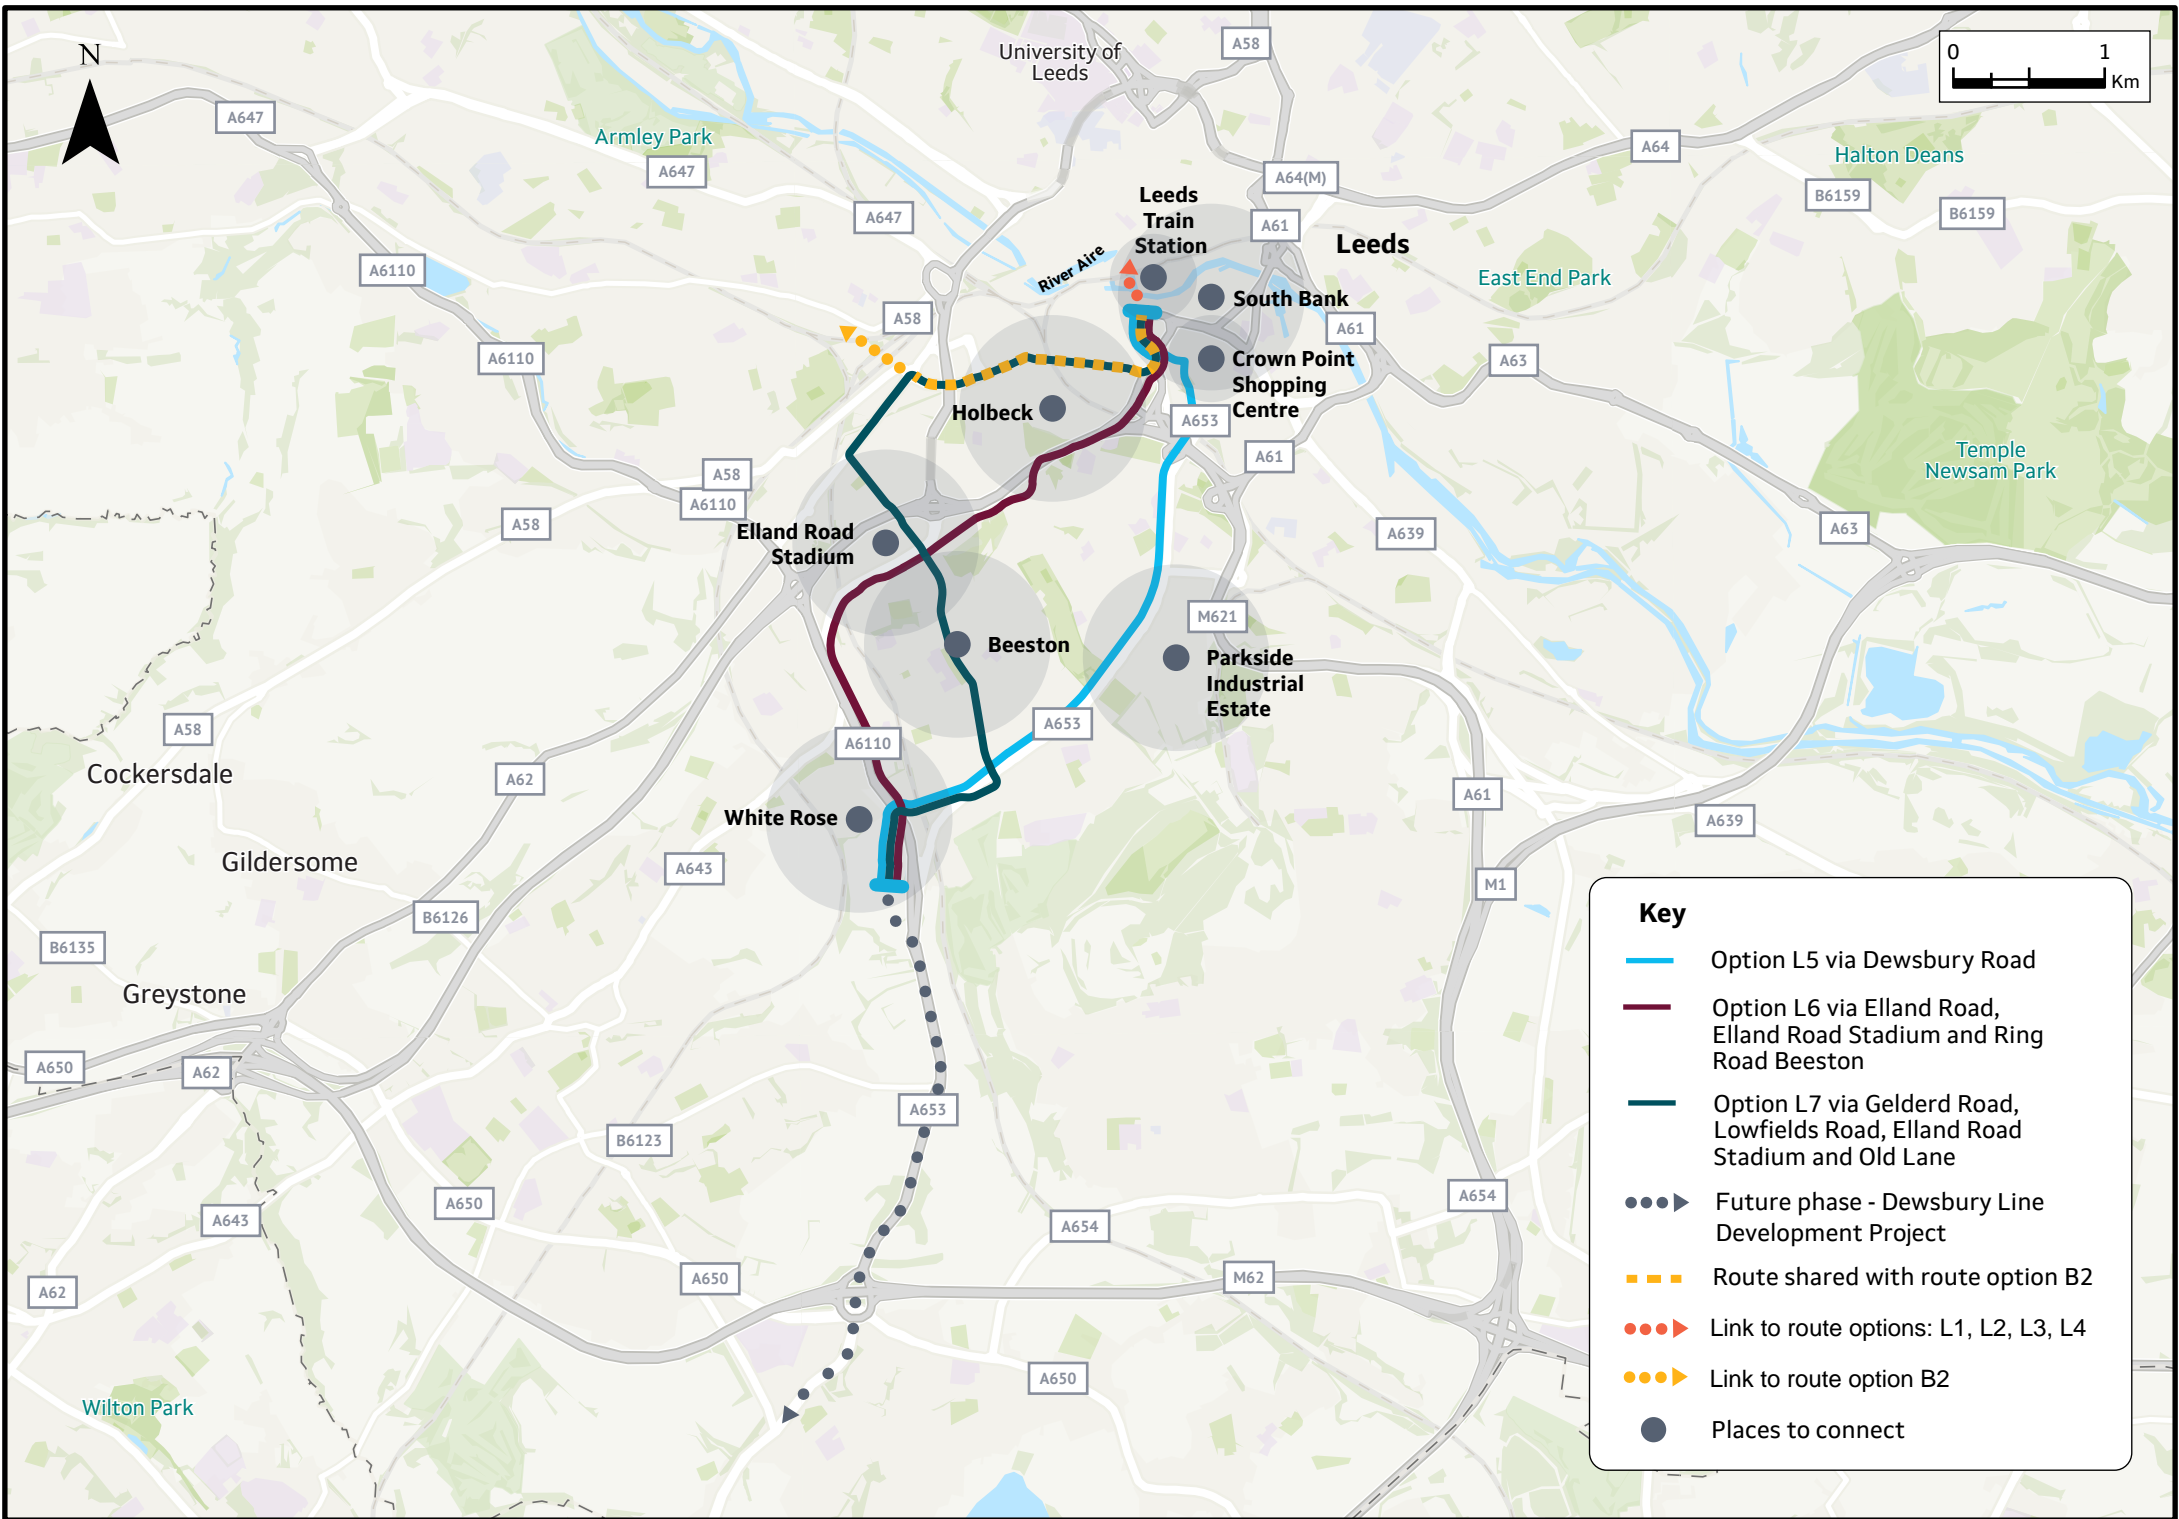 N
0 1
Km
University of
Leeds
A58
A647
Armley Park
A647
A64
Halton Deans
A64(M)
B6159
B6159
A647
Leeds
Train
Station
A61
Leeds
River Aire
A6110
East End Park
South Bank
A58
A61
A6110
Crown Point
Shopping
Centre
A63
Holbeck
A653
A61
Temple
Newsam Park
A58
A6110
A58
Elland Road
Stadium
A639
A63
M621
Beeston
Parkside
Industrial
Estate
A58
A653
A6110
Cockersdale
A62
A61
White Rose
A639
Gildersome
A643
M1
B6126
B6135
Greystone
A650
A62
A653
B6123
A650
A643
A654
A654
A650
M62
A62
A650
Wilton Park
Key
Option L5 via Dewsbury Road
Option L6 via Elland Road,
Elland Road Stadium and Ring
Road Beeston
Option L7 via Gelderd Road,
Lowfields Road, Elland Road
Stadium and Old Lane
Future phase - Dewsbury Line
Development Project
Route shared with route option B2
Link to route options: L1, L2, L3, L4
Link to route option B2
Places to connect